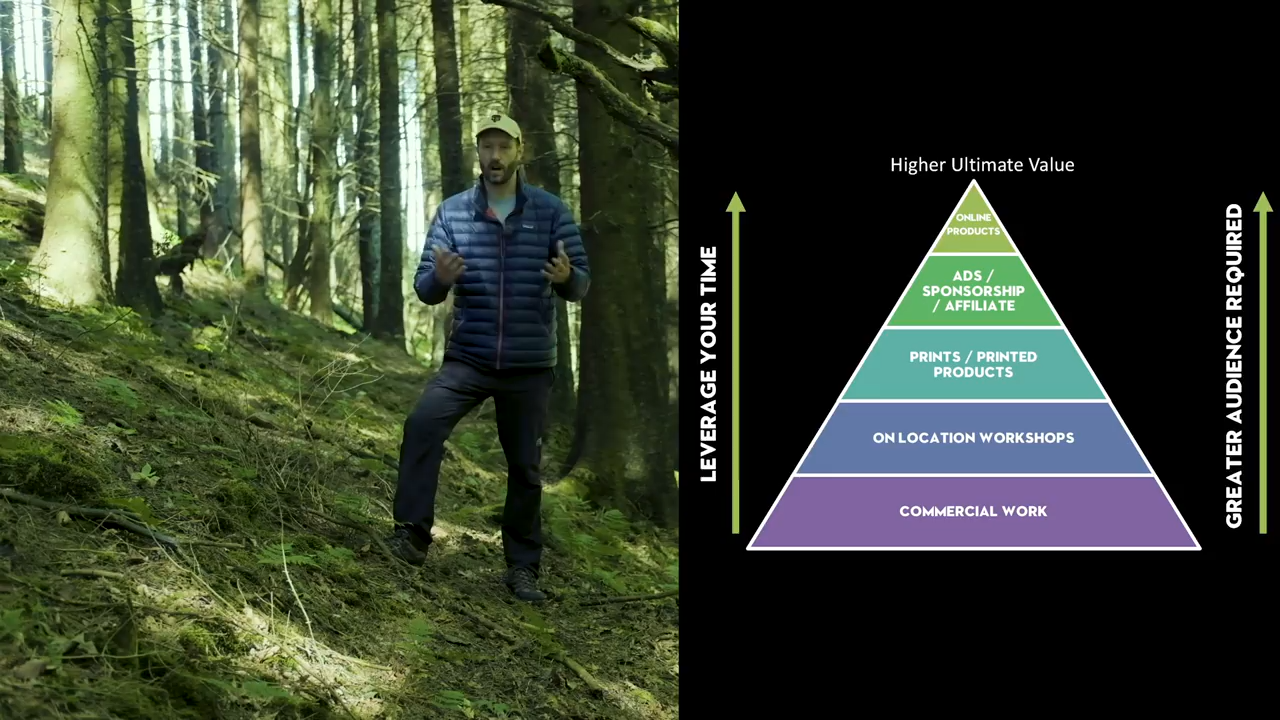 Higher Ultimate Value
LEVERAGE YOUR TIME
GREATER AUDIENCE REQUIRED
ONLINE
PRODUCTS
ADS /
SPONSORSHIP
/ AFFILIATE
PRINTS / PRINTED
PRODUCTS
ON LOCATION WORKSHOPS
COMMERCIAL WORK